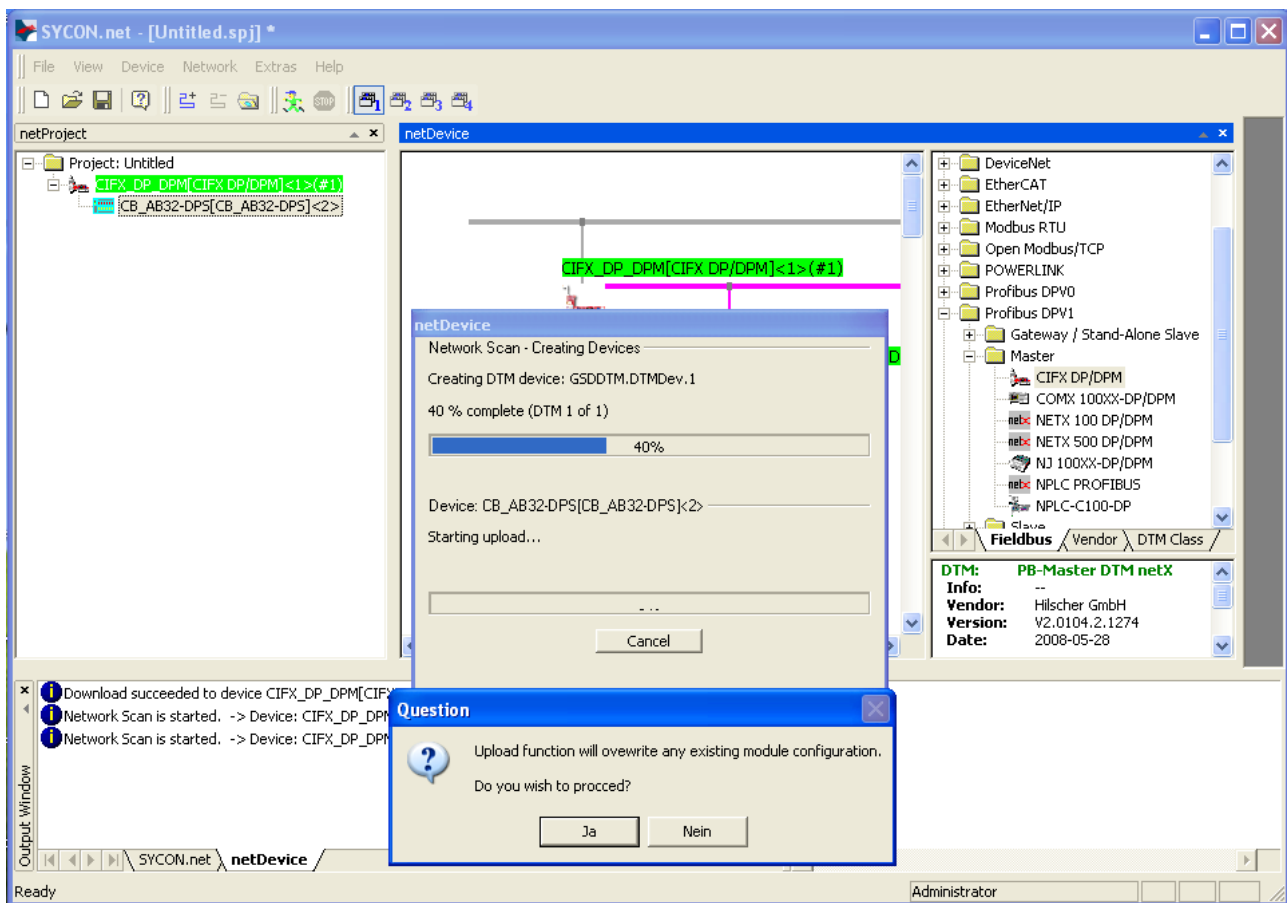 SYCON.net - [Untitled.spj] *
File View Device Network Extras Help
STOP 1 2 3 4
netProject
Project: Untitled
CIFX_DP_DPM[CIFX DP/DPM]<1>(#1)
CB_AB32-DPS[CB_AB32-DPS]<2>
netDevice
CIFX_DP_DPM[CIFX DP/DPM]<1>(#1)
D
DeviceNet
EtherCAT
EtherNet/IP
Modbus RTU
Open Modbus/TCP
POWERLINK
Profibus DPV0
Profibus DPV1
Gateway / Stand-Alone Slave
Master
CIFX DP/DPM
COMX 100XX-DP/DPM
netX NETX 100 DP/DPM
netX NETX 500 DP/DPM
NJ 100XX-DP/DPM
netX NPLC PROFIBUS
NPLC-C100-DP
Slave
Fieldbus Vendor DTM Class
DTM: PB-Master DTM netX
Info: --
Vendor: Hilscher GmbH
Version: V2.0104.2.1274
Date: 2008-05-28
netDevice
Network Scan - Creating Devices
Creating DTM device: GSDDTM.DTMDev.1
40 % complete (DTM 1 of 1)
40%
Device: CB_AB32-DPS[CB_AB32-DPS]<2>
Starting upload...
Cancel
Download succeeded to device CIFX_DP_DPM[CIFX
Network Scan is started. -> Device: CIFX_DP_DPM
Network Scan is started. -> Device: CIFX_DP_DPM
Output Window
SYCON.net netDevice
Question
Upload function will ovewrite any existing module configuration.
Do you wish to procced?
Ja Nein
Ready Administrator